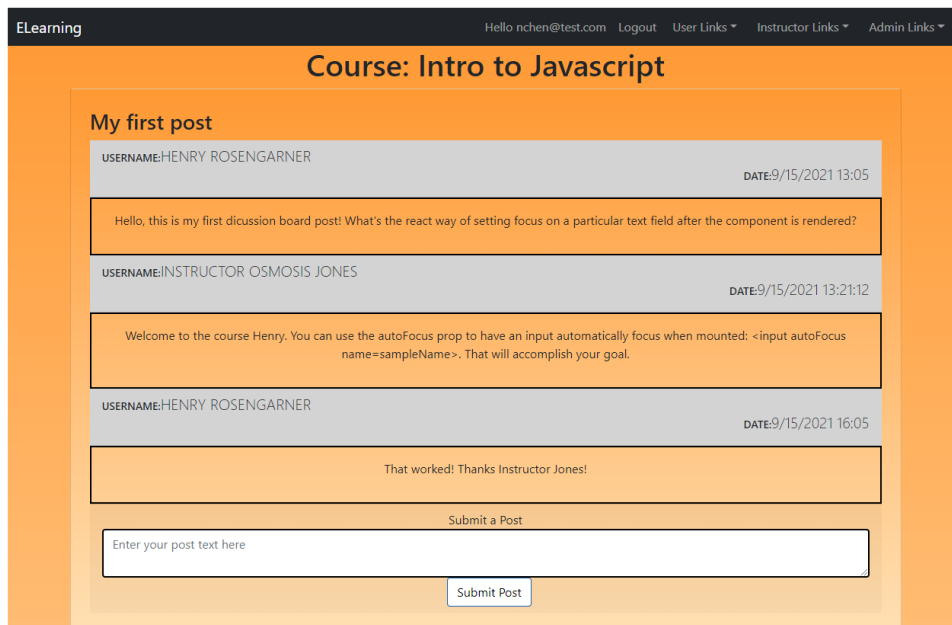 ELearning Hello nchen@test.com Logout User Links Instructor Links Admin Links
Course: Intro to Javascript
My first post
USERNAME:HENRY ROSENGARNER
DATE:9/15/2021 13:05
Hello, this is my first dicussion board post! What's the react way of setting focus on a particular text field after the component is rendered?
USERNAME:INSTRUCTOR OSMOSIS JONES
DATE:9/15/2021 13:21:12
Welcome to the course Henry. You can use the autoFocus prop to have an input automatically focus when mounted: <input autoFocus
name=sampleName>. That will accomplish your goal.
USERNAME:HENRY ROSENGARNER
DATE:9/15/2021 16:05
That worked! Thanks Instructor Jones!
Submit a Post
Enter your post text here
Submit Post